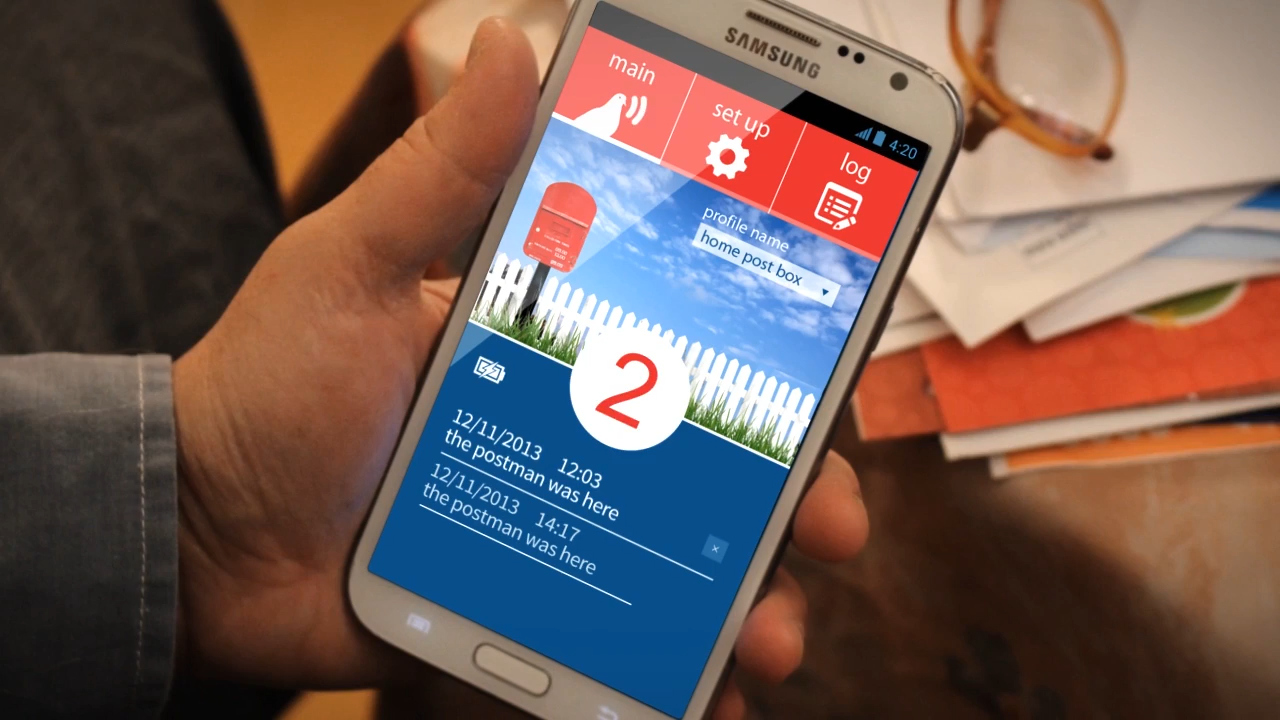 SAMSUNG
4:20
main
set up
log
profile name
home post box
2
12/11/2013 12:03
the postman was here
12/11/2013 14:17
the postman was here